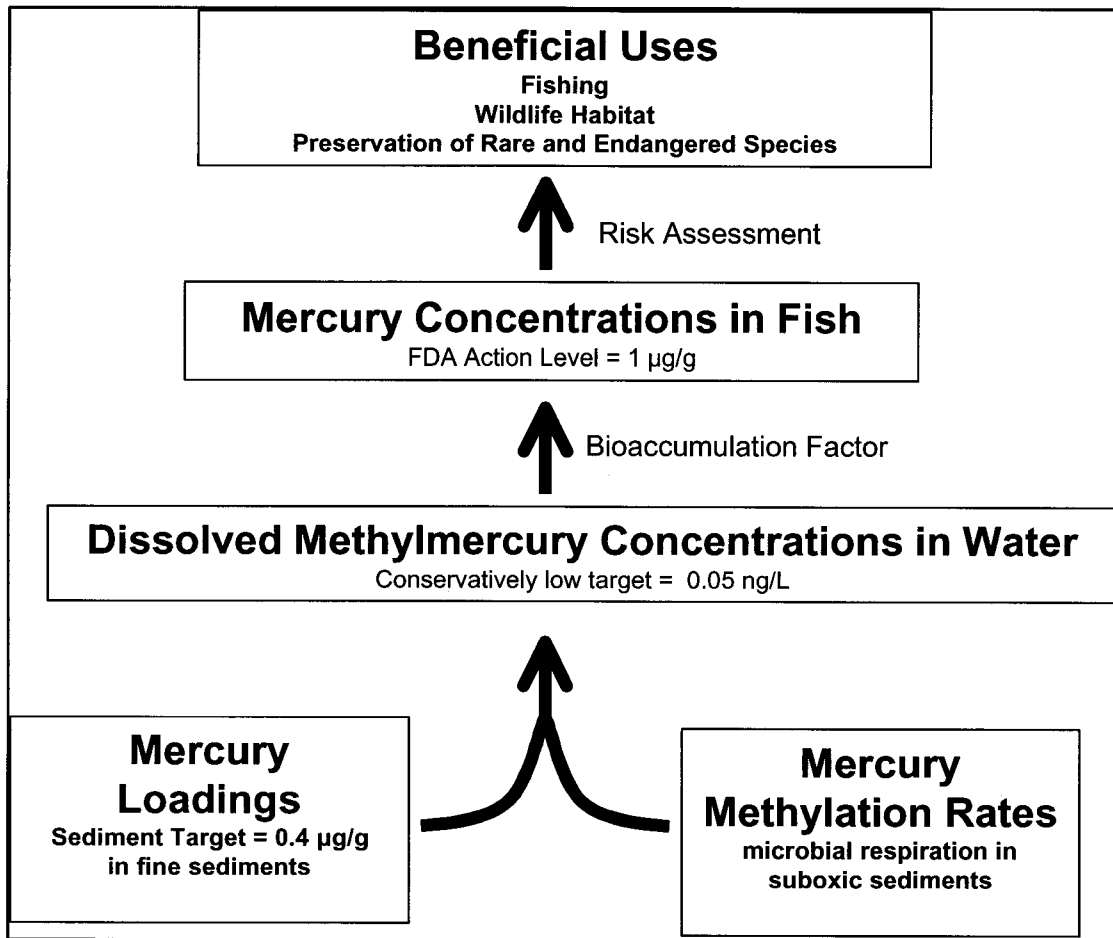 Beneficial Uses
Fishing
Wildlife Habitat
Preservation of Rare and Endangered Species
Risk Assessment
Mercury Concentrations in Fish
FDA Action Level = 1 µg/g
Bioaccumulation Factor
Dissolved Methylmercury Concentrations in Water
Conservatively low target = 0.05 ng/L
Mercury
Loadings
Sediment Target = 0.4 µg/g
in fine sediments
Mercury
Methylation Rates
microbial respiration in
suboxic sediments